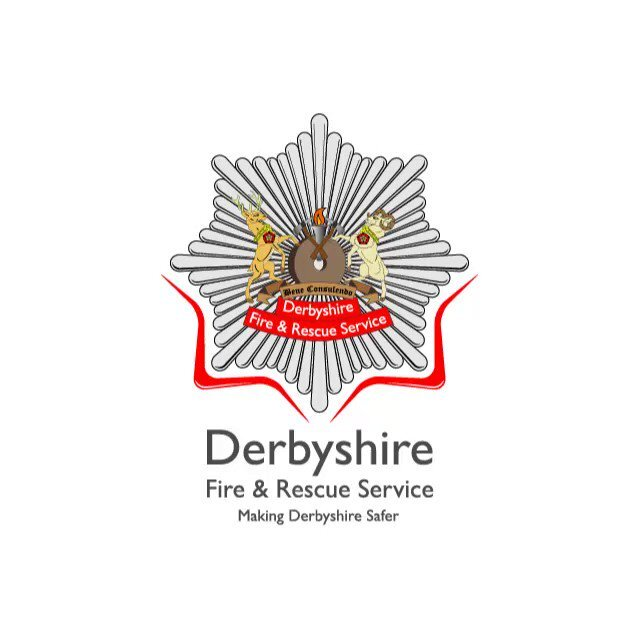 Bene Consulendo
Derbyshire
Fire & Rescue Service
Derbyshire
Fire & Rescue Service
Making Derbyshire Safer